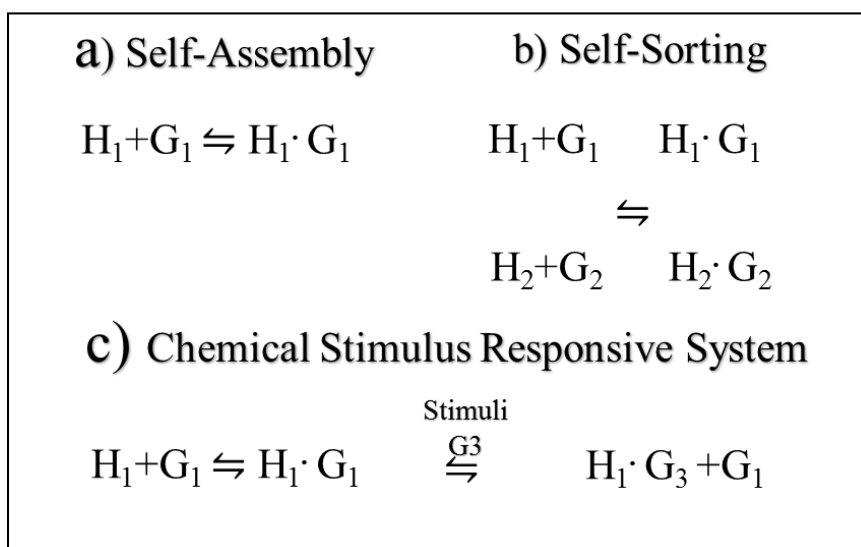 a) Self-Assembly
H₁+G₁ ⇋ H₁· G₁
b) Self-Sorting
H₁+G₁ H₁· G₁
⇋
H₂+G₂ H₂· G₂
c) Chemical Stimulus Responsive System
Stimuli
G3
H₁+G₁ ⇋ H₁· G₁ ⇋ H₁· G₃ +G₁